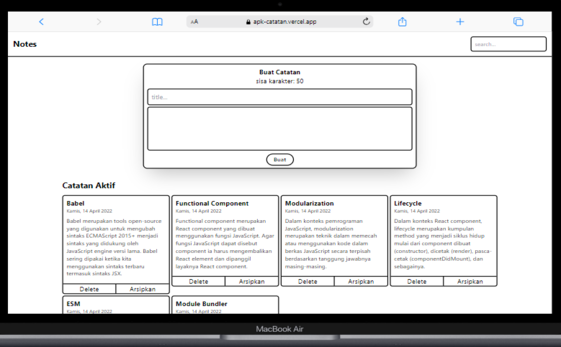 AA apk-catatan.vercel.app
Notes
search...
Buat Catatan
sisa karakter: 50
title...
Buat
Catatan Aktif
Babel
Kamis, 14 April 2022
Babel merupakan tools open-source
yang digunakan untuk mengubah
sintaks ECMAScript 2015+ menjadi
sintaks yang didukung oleh
JavaScript engine versi lama. Babel
sering dipakai ketika kita
menggunakan sintaks terbaru
termasuk sintaks JSX.
Delete Arsipkan
Functional Component
Kamis, 14 April 2022
Functional component merupakan
React component yang dibuat
menggunakan fungsi JavaScript. Agar
fungsi JavaScript dapat disebut
component ia harus mengembalikan
React element dan dipanggil
layaknya React component.
Delete Arsipkan
Modularization
Kamis, 14 April 2022
Dalam konteks pemrograman
JavaScript, modularization
merupakan teknik dalam memecah
atau menggunakan kode dalam
berkas JavaScript secara terpisah
berdasarkan tanggung jawabnya
masing-masing.
Delete Arsipkan
Lifecycle
Kamis, 14 April 2022
Dalam konteks React component,
lifecycle merupakan kumpulan
method yang menjadi siklus hidup
mulai dari component dibuat
(constructor), dicetak (render), pasca-
cetak (componentDidMount), dan
sebagainya.
Delete Arsipkan
ESM
Kamis, 14 April 2022
Module Bundler
Kamis, 14 April 2022
MacBook Air